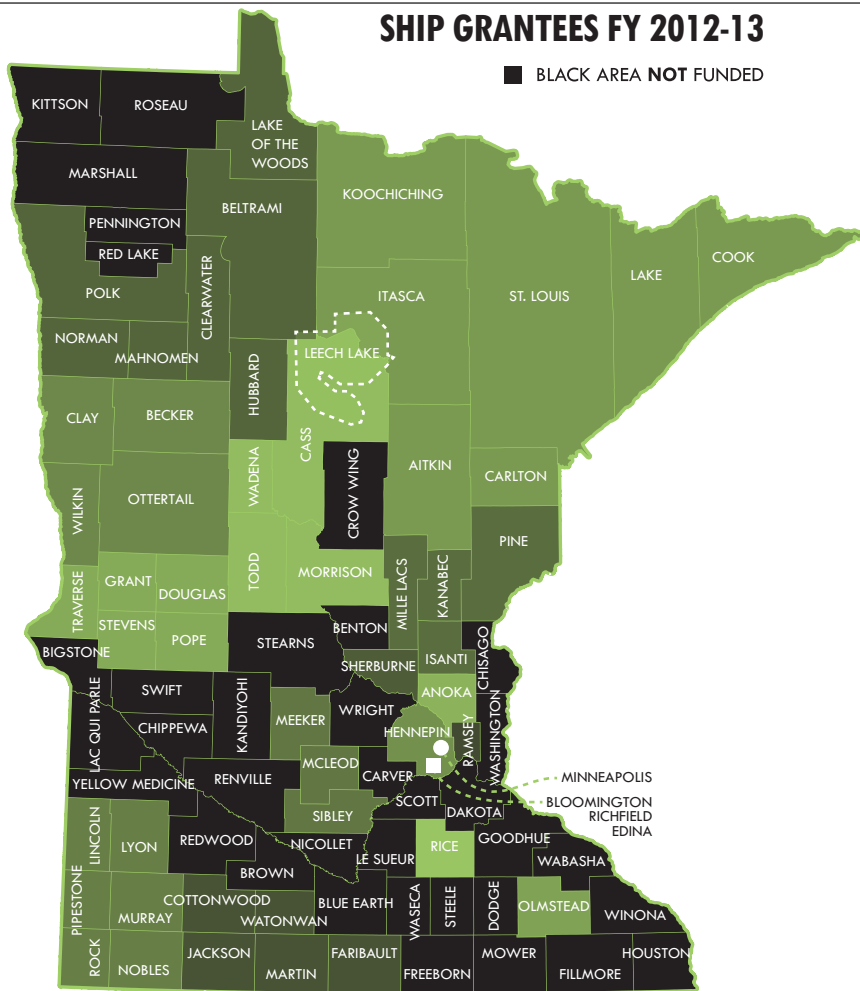 SHIP GRANTEES FY 2012-13
BLACK AREA NOT FUNDED
KITTSON
ROSEAU
LAKE
OF THE
WOODS
MARSHALL
KOOCHICHING
BELTRAMI
PENNINGTON
RED LAKE
CLEARWATER
POLK
ITASCA
ST. LOUIS
LAKE
COOK
NORMAN
MAHNOMEN
LEECH LAKE
HUBBARD
CLAY
BECKER
CASS
WADENA
CROW WING
AITKIN
CARLTON
WILKIN
OTTERTAIL
PINE
TODD
MORRISON
MILLE LACS
KANABEC
TRAVERSE
GRANT
DOUGLAS
STEVENS
POPE
BIGSTONE
STEARNS
BENTON
SHERBURNE
ISANTI
CHISAGO
LAC QUI PARLE
SWIFT
KANDIYOHI
MEEKER
WRIGHT
ANOKA
HENNEPIN
RAMSEY
WASHINGTON
CHIPPEWA
MCLEOD
CARVER
YELLOW MEDICINE
RENVILLE
SCOTT
DAKOTA
MINNEAPOLIS
BLOOMINGTON
RICHFIELD
EDINA
SIBLEY
LINCOLN
LYON
REDWOOD
NICOLLET
LE SUEUR
RICE
GOODHUE
WABASHA
BROWN
PIPESTONE
MURRAY
COTTONWOOD
WATONWAN
BLUE EARTH
WASECA
STEELE
DODGE
OLMSTEAD
WINONA
ROCK
NOBLES
JACKSON
MARTIN
FARIBAULT
FREEBORN
MOWER
FILLMORE
HOUSTON